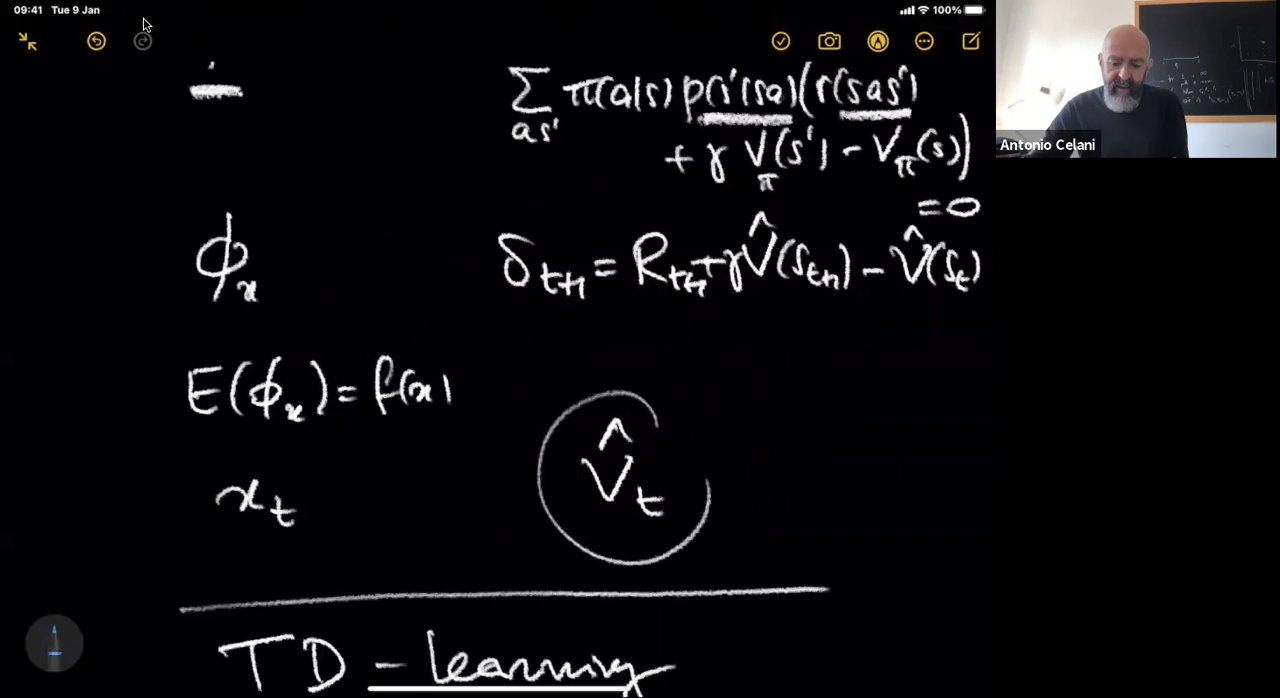 09:41 Tue 9 Jan
100%
Antonio Celani
∑ π(a|s) p(s'|sa)(r(sas')
as'
+ γ V_π(s') - V_π(s))
= 0
ϕ_x
δ_{t+1} = R_{t+1} + γ V̂(S_{t+1}) - V̂(S_t)
E(ϕ_x) = f(x)
V̂_t
x_t
TD - learning